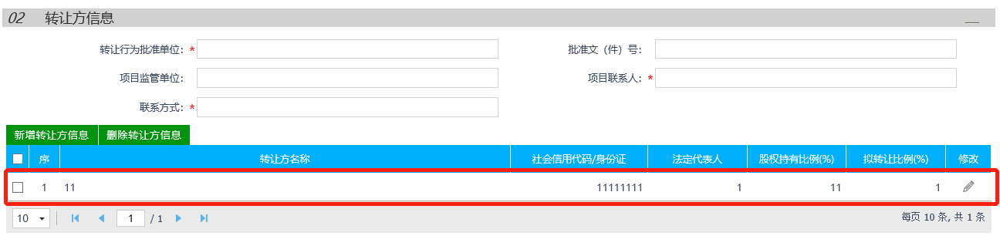 02 转让方信息
转让行为批准单位：* 批准文（件）号：
项目监管单位： 项目联系人：*
联系方式：*
新增转让方信息 删除转让方信息
序 转让方名称 社会信用代码/身份证 法定代表人 股权持有比例(%) 拟转让比例(%) 修改
1 11 11111111 1 11 1
10 1 / 1 每页 10 条, 共 1 条